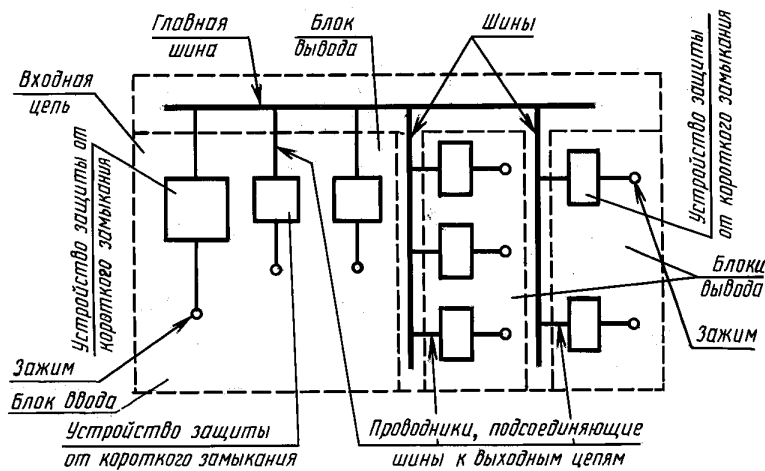 Главная
шина
Блок
вывода
Шины
Устройство защиты
от короткого замыкания
Входная
цепь
Устройство защиты от
короткого замыкания
Блоки
вывода
Зажим
Зажим
Блок ввода
Устройство защиты
от короткого замыкания
Проводники, подсоединяющие
шины к выходным цепям